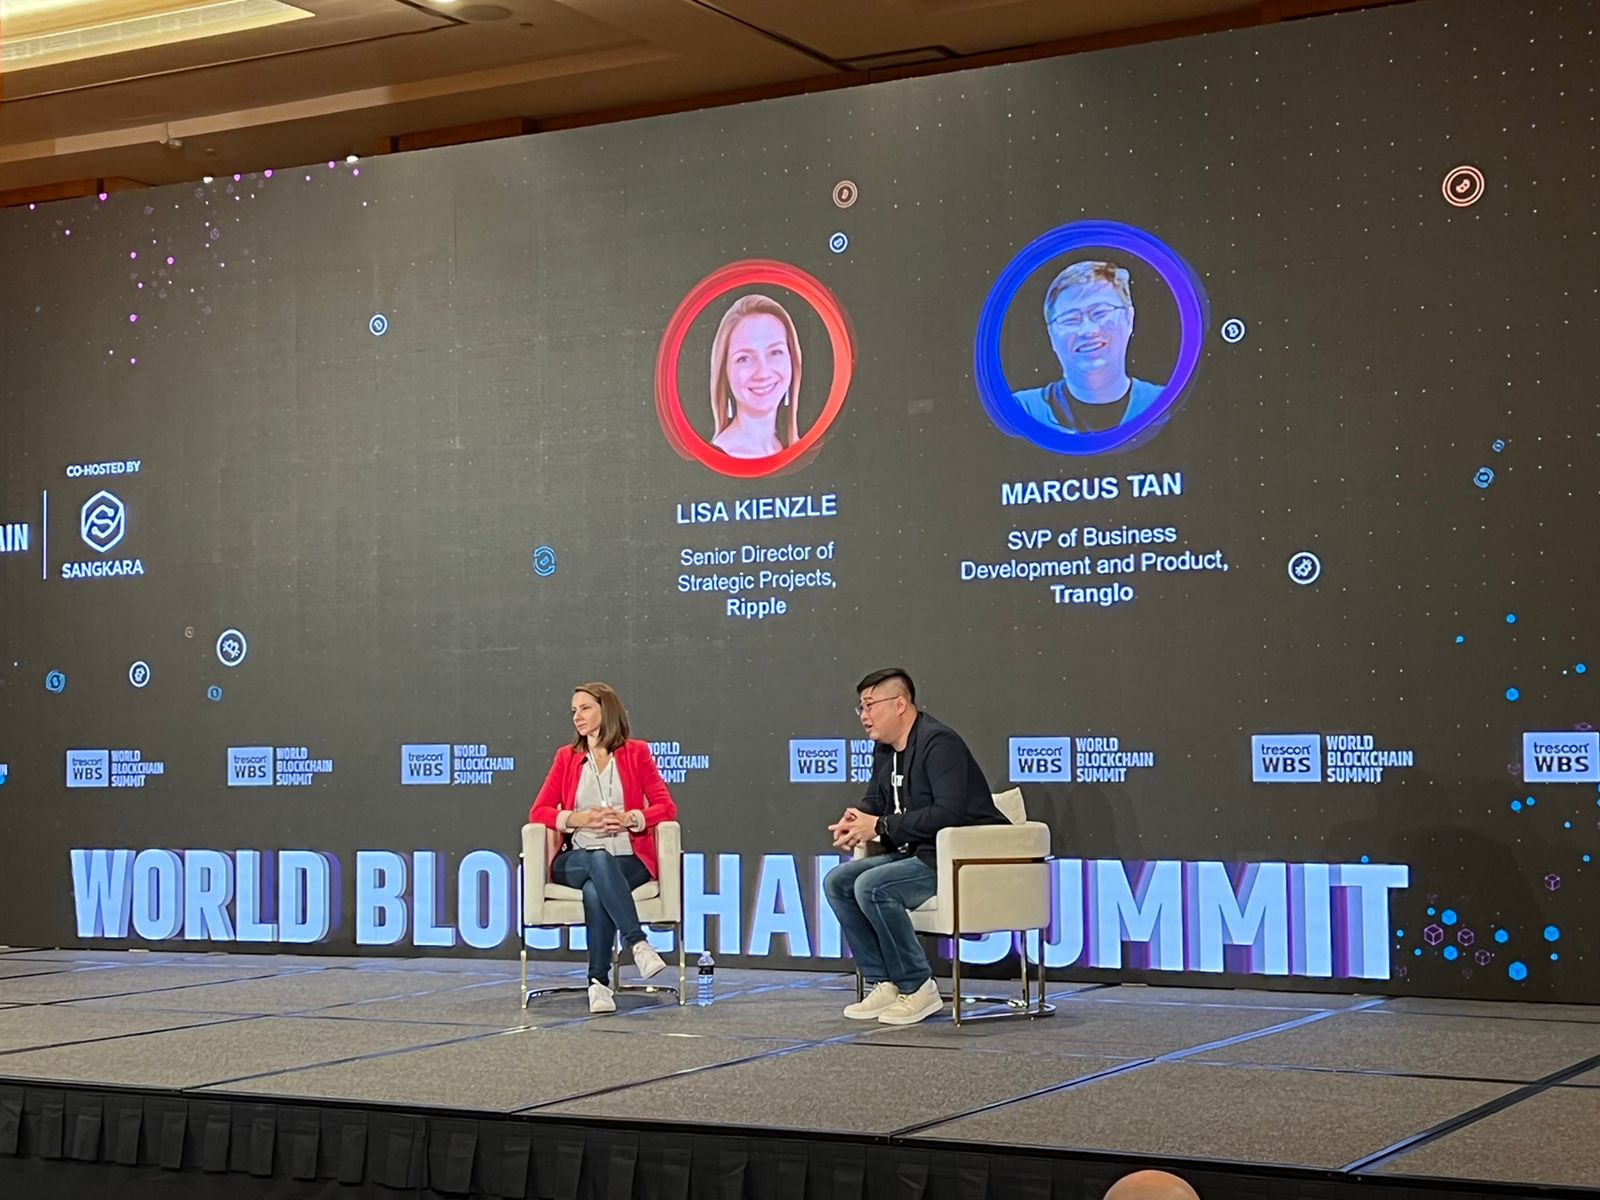 CO-HOSTED BY
AIN
SANGKARA
LISA KIENZLE
Senior Director of
Strategic Projects,
Ripple
MARCUS TAN
SVP of Business
Development and Product,
Tranglo
trescon
WBS
WORLD
BLOCKCHAIN
SUMMIT
trescon
WBS
WORLD
BLOCKCHAIN
SUMMIT
trescon
WBS
WORLD
BLOCKCHAIN
SUMMIT
WORLD
BLOCKCHAIN
SUMMIT
trescon
WBS
trescon
WBS
WORLD
BLOCKCHAIN
SUMMIT
trescon
WBS
WORLD
BLOCKCHAIN
SUMMIT
trescon
WBS
WORLD BLOCKCHAIN SUMMIT